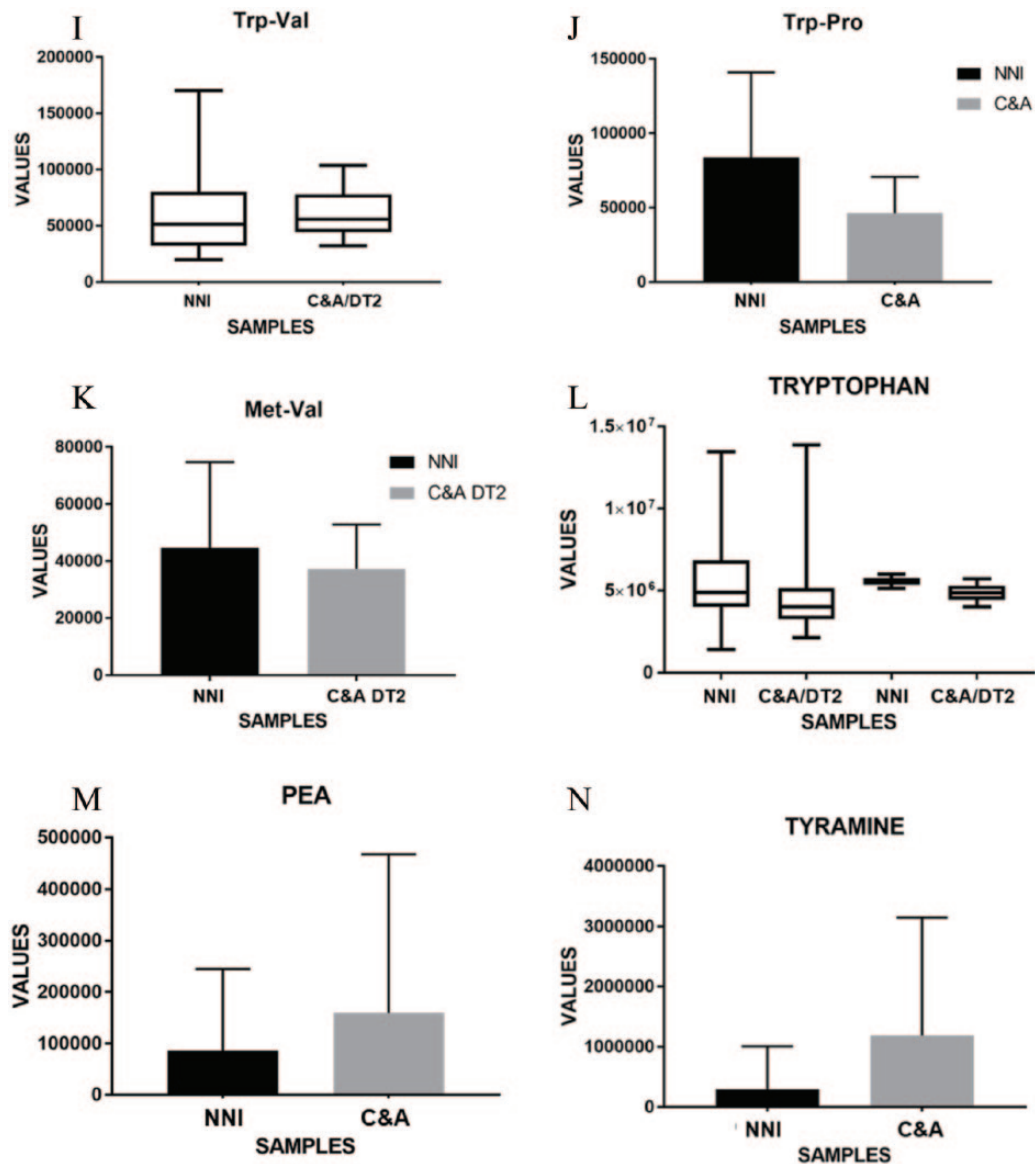 I
Trp-Val
200000
150000
100000
50000
0
VALUES
NNI C&A/DT2
SAMPLES
J
Trp-Pro
150000
100000
50000
0
VALUES
NNI
C&A
NNI C&A
SAMPLES
K
Met-Val
80000
60000
40000
20000
0
VALUES
NNI
C&A DT2
NNI C&A DT2
SAMPLES
L
TRYPTOPHAN
1.5×10⁷
1×10⁷
5×10⁶
0
VALUES
NNI C&A/DT2 NNI C&A/DT2
SAMPLES
M
PEA
500000
400000
300000
200000
100000
0
VALUES
NNI C&A
SAMPLES
N
TYRAMINE
4000000
3000000
2000000
1000000
0
VALUES
NNI C&A
SAMPLES